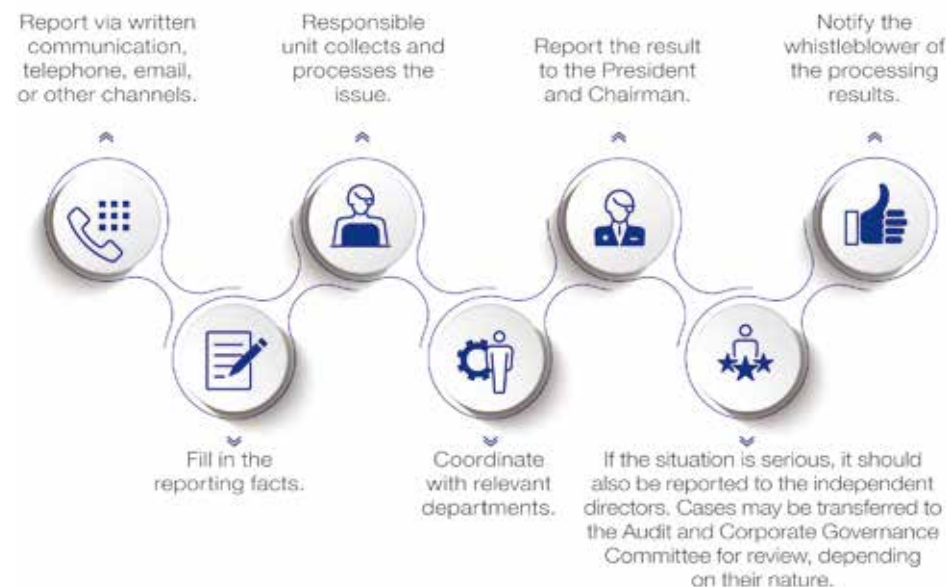 Report via written
communication,
telephone, email,
or other channels.
Fill in the
reporting facts.
Responsible
unit collects and
processes the
issue.
Coordinate
with relevant
departments.
Report the result
to the President
and Chairman.
If the situation is serious, it should
also be reported to the independent
directors. Cases may be transferred to
the Audit and Corporate Governance
Committee for review, depending
on their nature.
Notify the
whistleblower of
the processing
results.